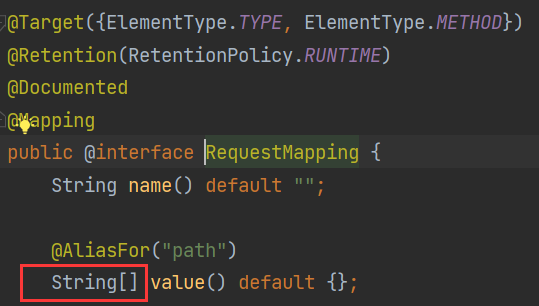 @Target({ElementType.TYPE, ElementType.METHOD})
@Retention(RetentionPolicy.RUNTIME)
@Documented
@Mapping
public @interface RequestMapping {
String name() default "";
@AliasFor("path")
String[] value() default {};